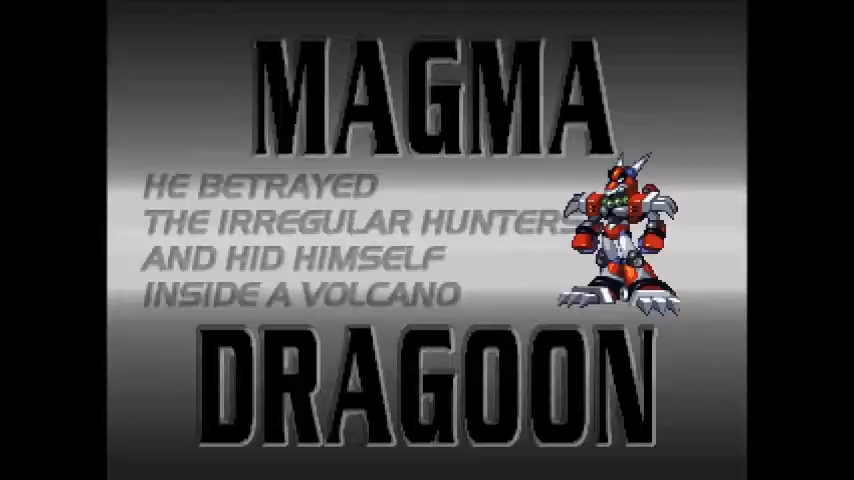 MAGMA
HE BETRAYED
THE IRREGULAR HUNTERS
AND HID HIMSELF
INSIDE A VOLCANO
DRAGOON